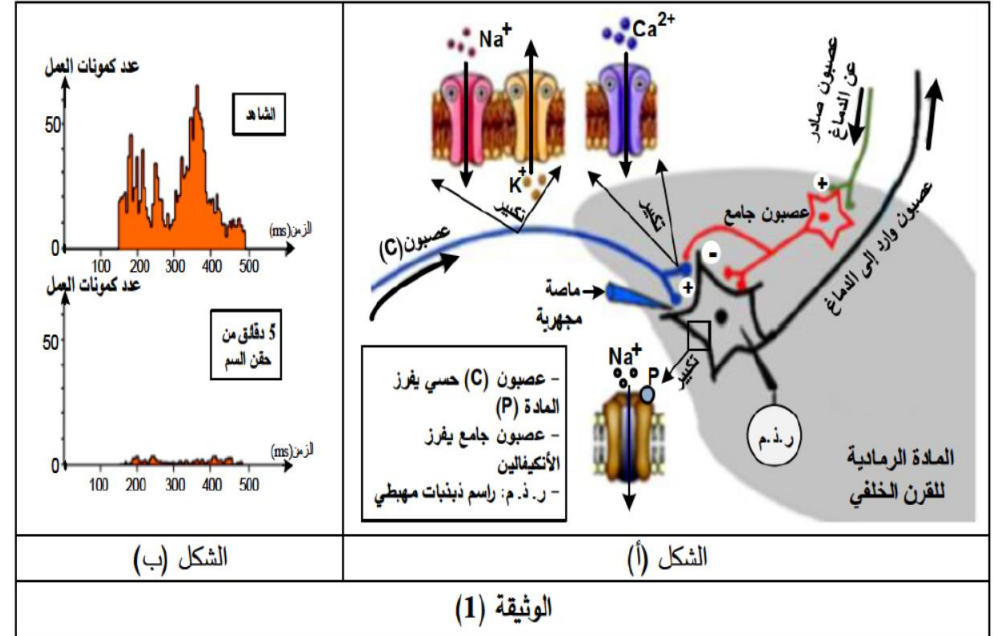 عدد كمونات العمل
50
الشاهد
0
100 200 300 400 500
الزمن(ms)
عدد كمونات العمل
50
5 دقائق من
حقن السم
0
100 200 300 400 500
الزمن(ms)
Na⁺
Ca²⁺
K⁺
تكبير
تكبير
عصبون صادر
عن الدماغ
عصبون(C)
عصبون جامع
عصبون وارد إلى الدماغ
+
-
+
ماصة
مجهرية
Na⁺
P
تكبير
ر.ذ.م
المادة الرمادية
للقرن الخلفي
- عصبون (C) حسي يفرز
المادة (P)
- عصبون جامع يفرز
الأنكيفالين
- ر. ذ. م: راسم ذبذبات مهبطي
الشكل (أ)
الشكل (ب)
الوثيقة (1)